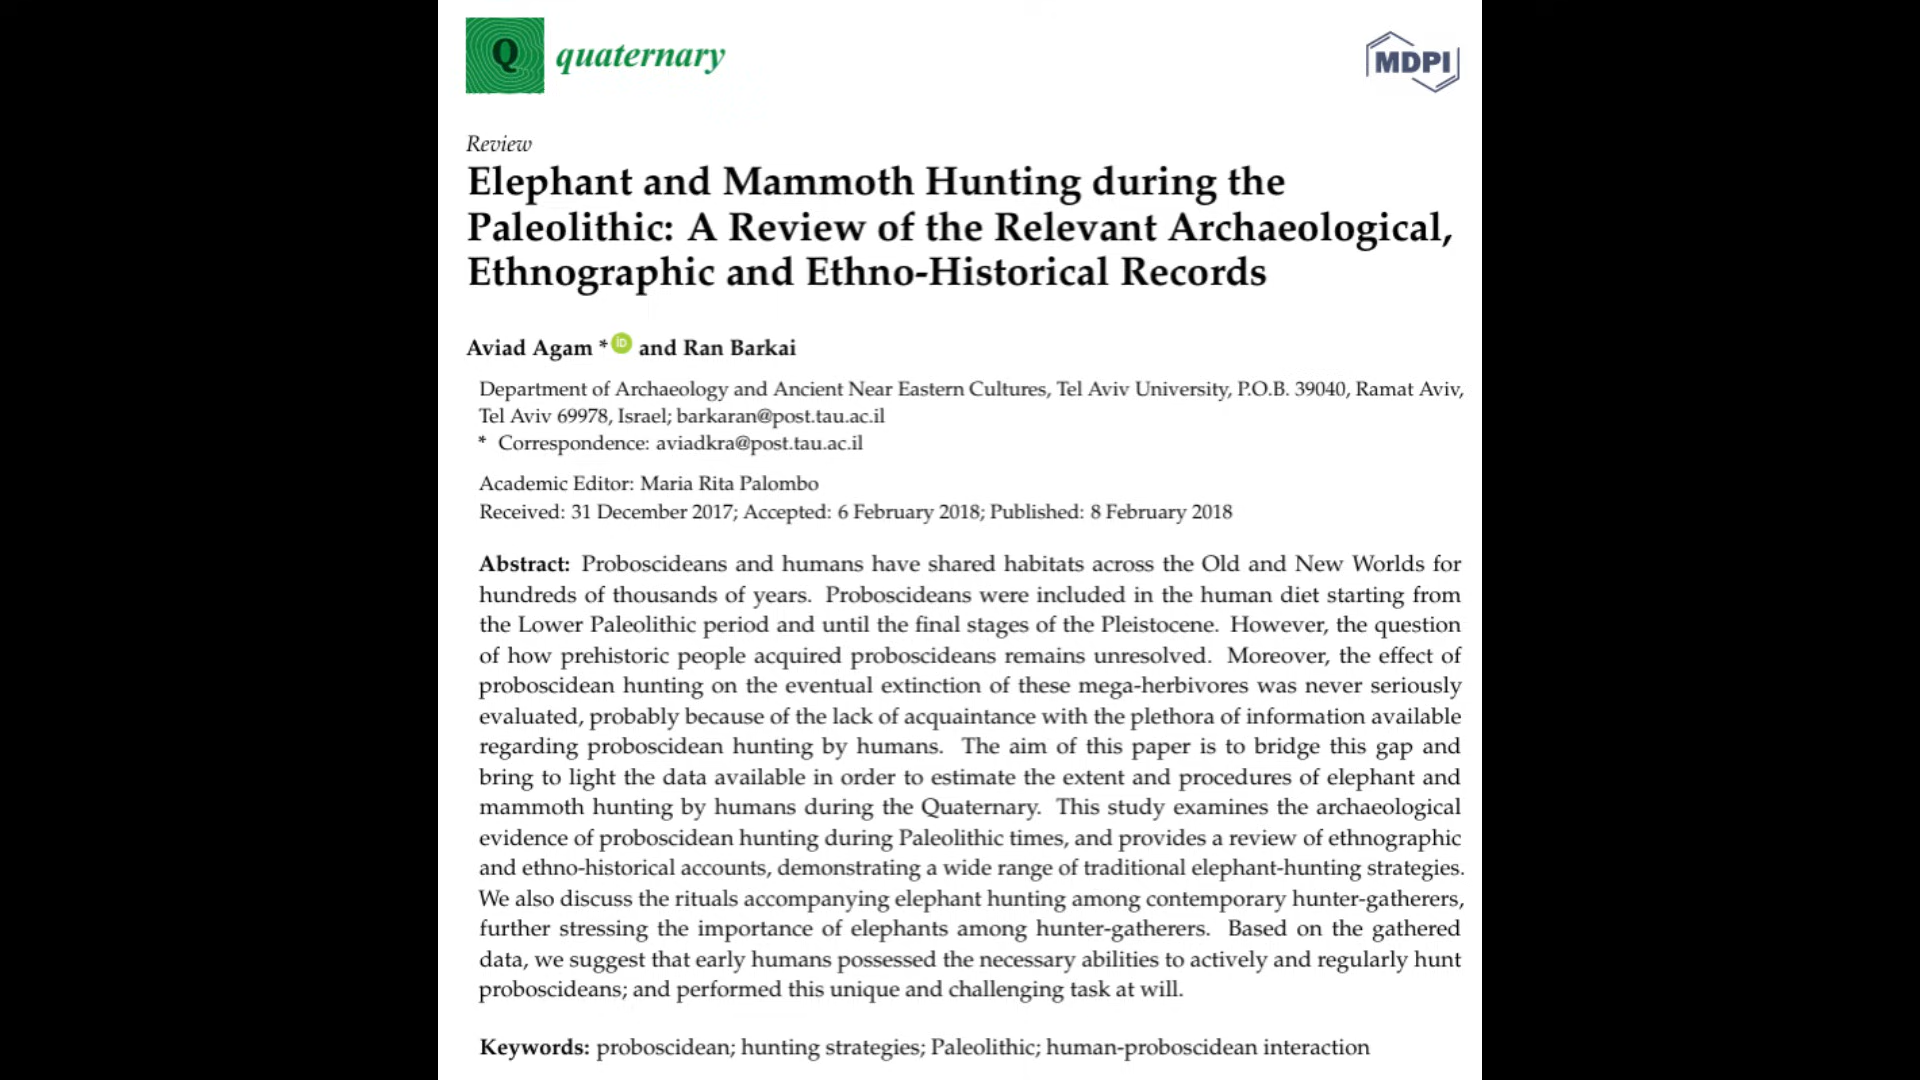 Q quaternary
MDPI
Review
Elephant and Mammoth Hunting during the
Paleolithic: A Review of the Relevant Archaeological,
Ethnographic and Ethno-Historical Records
Aviad Agam * iD and Ran Barkai
Department of Archaeology and Ancient Near Eastern Cultures, Tel Aviv University, P.O.B. 39040, Ramat Aviv,
Tel Aviv 69978, Israel; barkaran@post.tau.ac.il
* Correspondence: aviadkra@post.tau.ac.il
Academic Editor: Maria Rita Palombo
Received: 31 December 2017; Accepted: 6 February 2018; Published: 8 February 2018
Abstract: Proboscideans and humans have shared habitats across the Old and New Worlds for
hundreds of thousands of years. Proboscideans were included in the human diet starting from
the Lower Paleolithic period and until the final stages of the Pleistocene. However, the question
of how prehistoric people acquired proboscideans remains unresolved. Moreover, the effect of
proboscidean hunting on the eventual extinction of these mega-herbivores was never seriously
evaluated, probably because of the lack of acquaintance with the plethora of information available
regarding proboscidean hunting by humans. The aim of this paper is to bridge this gap and
bring to light the data available in order to estimate the extent and procedures of elephant and
mammoth hunting by humans during the Quaternary. This study examines the archaeological
evidence of proboscidean hunting during Paleolithic times, and provides a review of ethnographic
and ethno-historical accounts, demonstrating a wide range of traditional elephant-hunting strategies.
We also discuss the rituals accompanying elephant hunting among contemporary hunter-gatherers,
further stressing the importance of elephants among hunter-gatherers. Based on the gathered
data, we suggest that early humans possessed the necessary abilities to actively and regularly hunt
proboscideans; and performed this unique and challenging task at will.
Keywords: proboscidean; hunting strategies; Paleolithic; human-proboscidean interaction